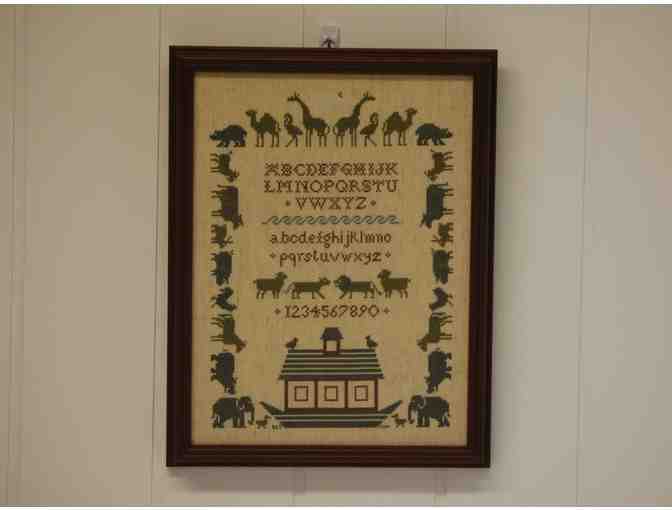 ABCDEFGHIJK
LMNOPQRSTU
VWXYZ
abcdefghijklmno
pqrstuvwxyz
1234567890